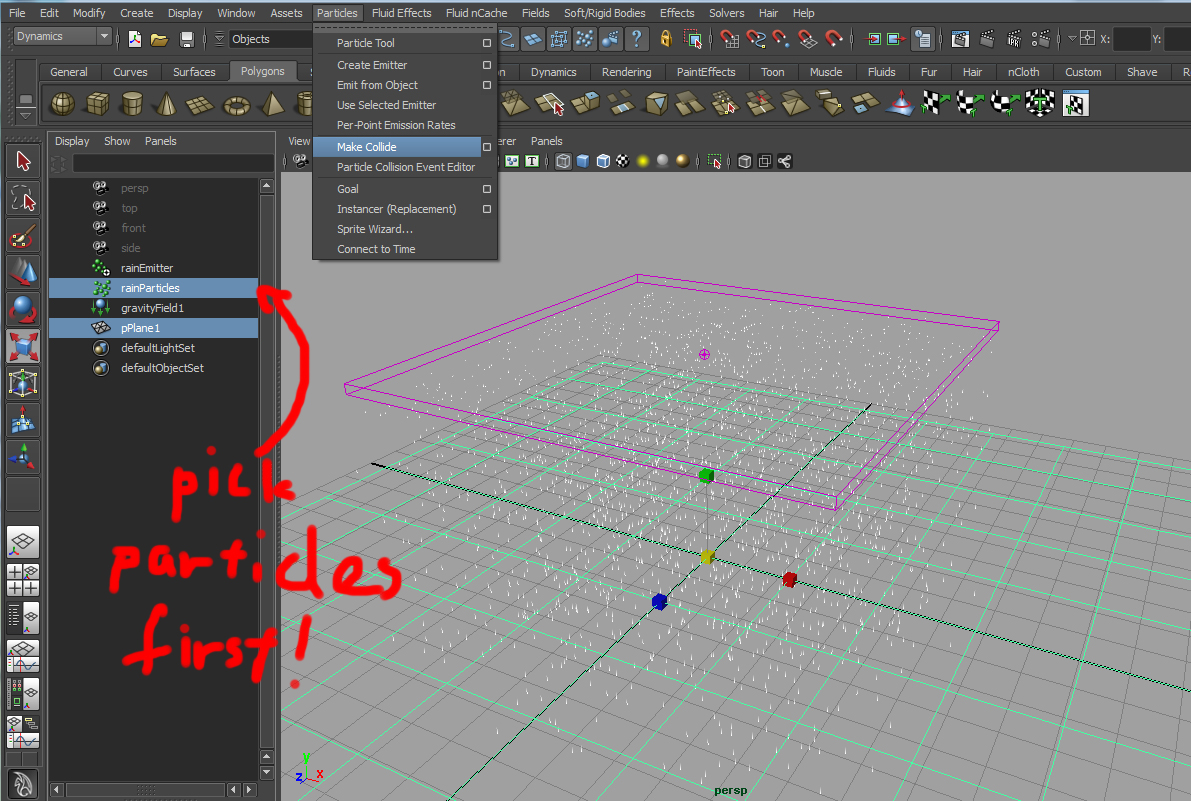 File Edit Modify Create Display Window Assets Particles Fluid Effects Fluid nCache Fields Soft/Rigid Bodies Effects Solvers Hair Help
Dynamics Objects X: Y:
General Curves Surfaces Polygons Dynamics Rendering PaintEffects Toon Muscle Fluids Fur Hair nCloth Custom Shave
Particle Tool
Create Emitter
Emit from Object
Use Selected Emitter
Per-Point Emission Rates
Make Collide
Particle Collision Event Editor
Goal
Instancer (Replacement)
Sprite Wizard...
Connect to Time
Display Show Panels
View erer Panels
persp
top
front
side
rainEmitter
rainParticles
gravityField1
pPlane1
defaultLightSet
defaultObjectSet
pick
particles
first!
y
z x
persp